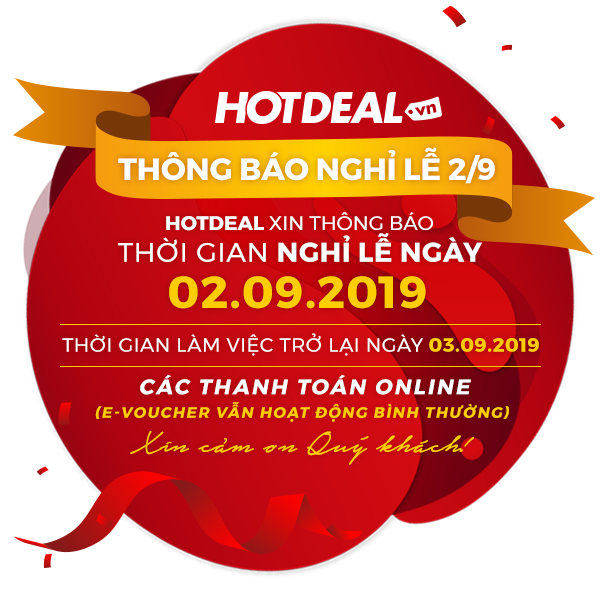 HOTDEAL.vn
THÔNG BÁO NGHỈ LỄ 2/9
HOTDEAL XIN THÔNG BÁO
THỜI GIAN NGHỈ LỄ NGÀY
02.09.2019
THỜI GIAN LÀM VIỆC TRỞ LẠI NGÀY 03.09.2019
CÁC THANH TOÁN ONLINE
(E-VOUCHER VẪN HOẠT ĐỘNG BÌNH THƯỜNG)
Xin cảm ơn Quý khách!